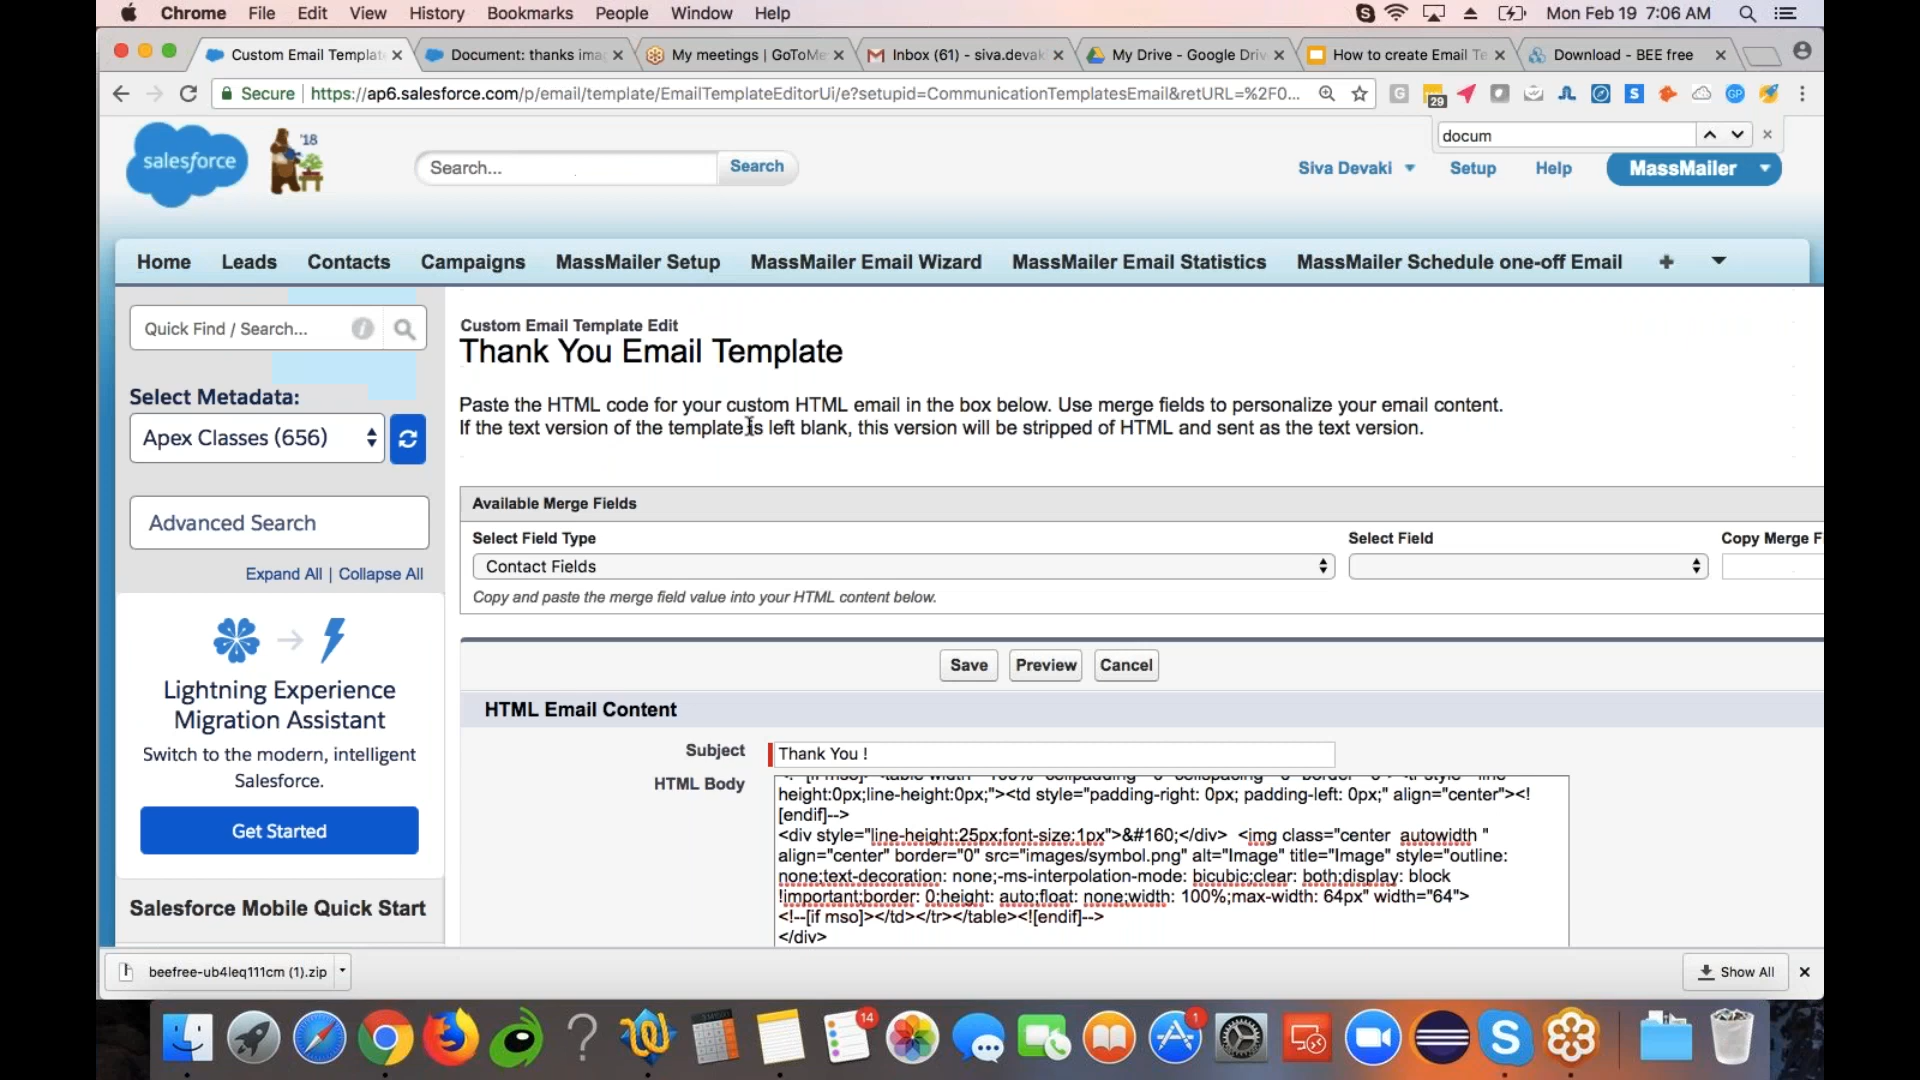 Chrome File Edit View History Bookmarks People Window Help Mon Feb 19 7:06 AM
Custom Email Templat Document: thanks ima My meetings | GoToMe Inbox (61) - siva.devak My Drive - Google Driv How to create Email Te Download - BEE free
Secure https://ap6.salesforce.com/p/email/template/EmailTemplateEditorUi/e?setupid=CommunicationTemplatesEmail&retURL=%2F0... 29 GP
docum
salesforce '18 Search... Search Siva Devaki Setup Help MassMailer
Home Leads Contacts Campaigns MassMailer Setup MassMailer Email Wizard MassMailer Email Statistics MassMailer Schedule one-off Email +
Quick Find / Search...
Select Metadata:
Apex Classes (656)
Advanced Search
Expand All | Collapse All
Lightning Experience
Migration Assistant
Switch to the modern, intelligent
Salesforce.
Get Started
Salesforce Mobile Quick Start
Custom Email Template Edit
Thank You Email Template
Paste the HTML code for your custom HTML email in the box below. Use merge fields to personalize your email content.
If the text version of the template is left blank, this version will be stripped of HTML and sent as the text version.
Available Merge Fields
Select Field Type Select Field Copy Merge F
Contact Fields
Copy and paste the merge field value into your HTML content below.
Save Preview Cancel
HTML Email Content
Subject Thank You !
HTML Body
height:0px;line-height:0px;"><td style="padding-right: 0px; padding-left: 0px;" align="center"><!
[endif]-->
<div style="line-height:25px;font-size:1px">&#160;</div> <img class="center autowidth "
align="center" border="0" src="images/symbol.png" alt="Image" title="Image" style="outline:
none;text-decoration: none;-ms-interpolation-mode: bicubic;clear: both;display: block
!important;border: 0;height: auto;float: none;width: 100%;max-width: 64px" width="64">
<!--[if mso]></td></tr></table><![endif]-->
</div>
beefree-ub4leq111cm (1).zip Show All
14 1